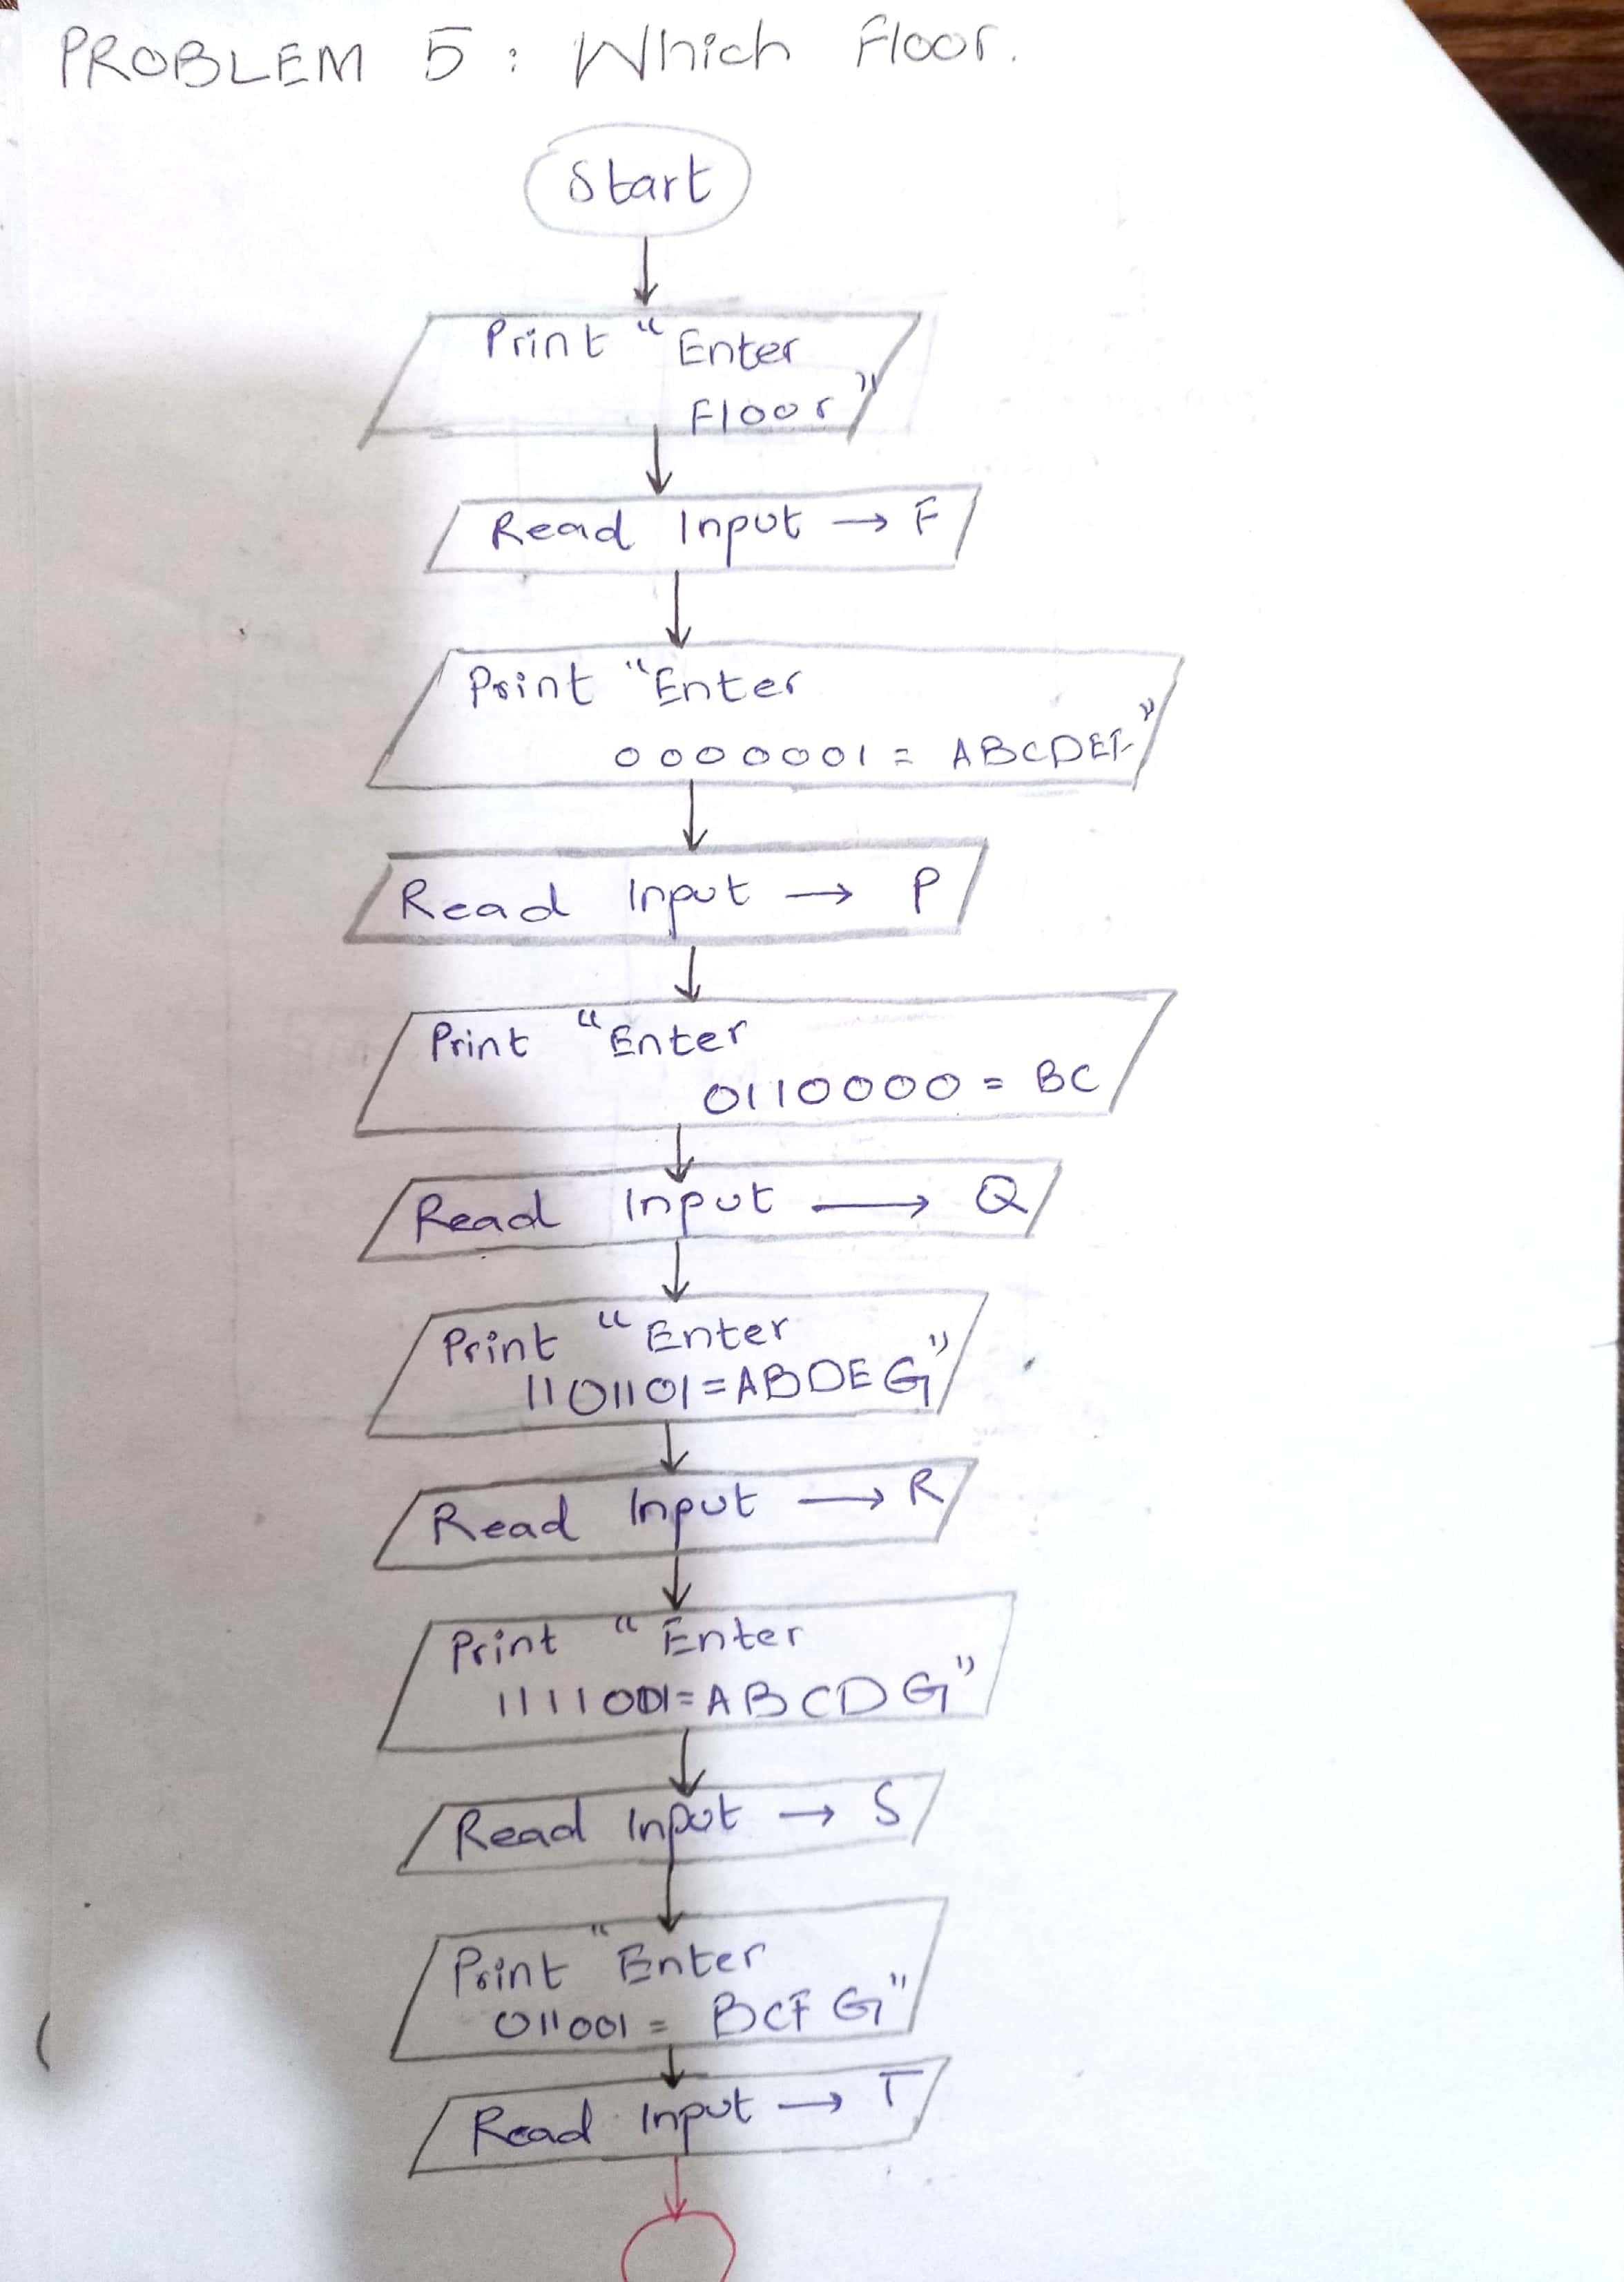 PROBLEM 5 : Which Floor.
Start
Print "Enter
Floor"
Read Input → F
Print "Enter
0000001 = ABCDEF"
Read Input → P
Print "Enter
0110000 = BC
Read Input → Q
Print "Enter
1101101=ABDEG"
Read Input → R
Print "Enter
1111001=ABCDG"
Read Input → S
Print "Enter
011001 = BCFG"
Read Input → T